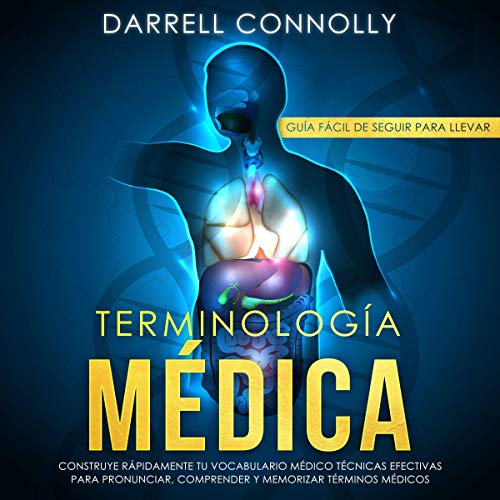 DARRELL CONNOLLY
GUÍA FÁCIL DE SEGUIR PARA LLEVAR
TERMINOLOGÍA
MÉDICA
CONSTRUYE RÁPIDAMENTE TU VOCABULARIO MÉDICO TÉCNICAS EFECTIVAS
PARA PRONUNCIAR, COMPRENDER Y MEMORIZAR TÉRMINOS MÉDICOS